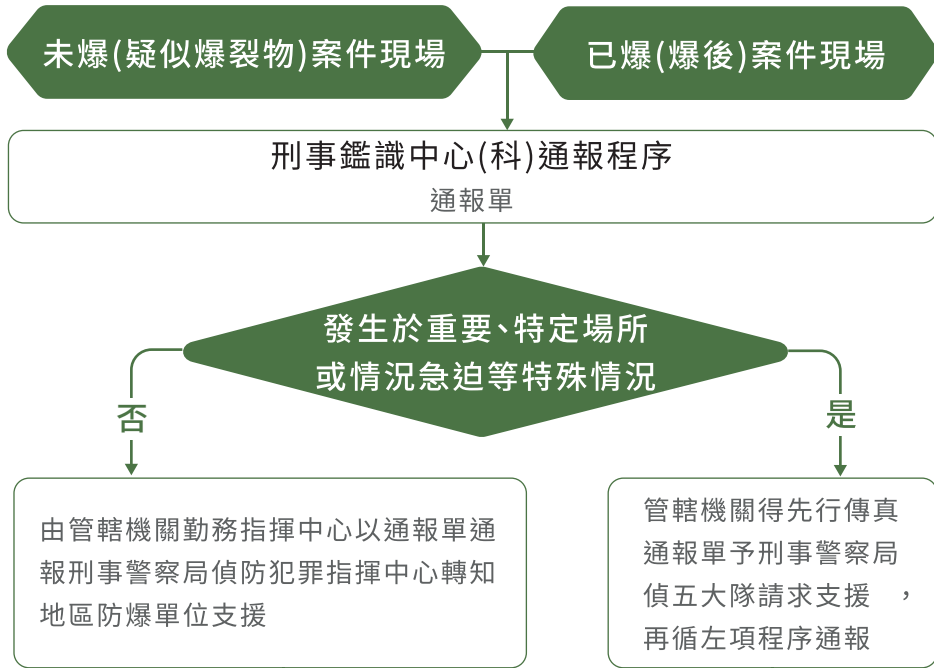 未爆(疑似爆裂物)案件現場
已爆(爆後)案件現場
刑事鑑識中心(科)通報程序
通報單
發生於重要、特定場所
或情況急迫等特殊情況
否
是
由管轄機關勤務指揮中心以通報單通
報刑事警察局偵防犯罪指揮中心轉知
地區防爆單位支援
管轄機關得先行傳真
通報單予刑事警察局
偵五大隊請求支援，
再循左項程序通報